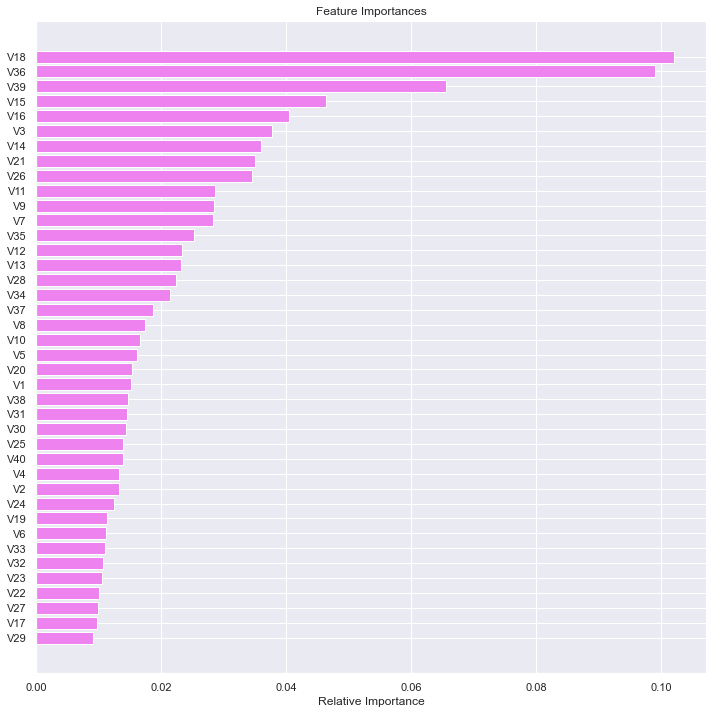 Feature Importances
V18
V36
V39
V15
V16
V3
V14
V21
V26
V11
V9
V7
V35
V12
V13
V28
V34
V37
V8
V10
V5
V20
V1
V38
V31
V30
V25
V40
V4
V2
V24
V19
V6
V33
V32
V23
V22
V27
V17
V29
0.00 0.02 0.04 0.06 0.08 0.10
Relative Importance